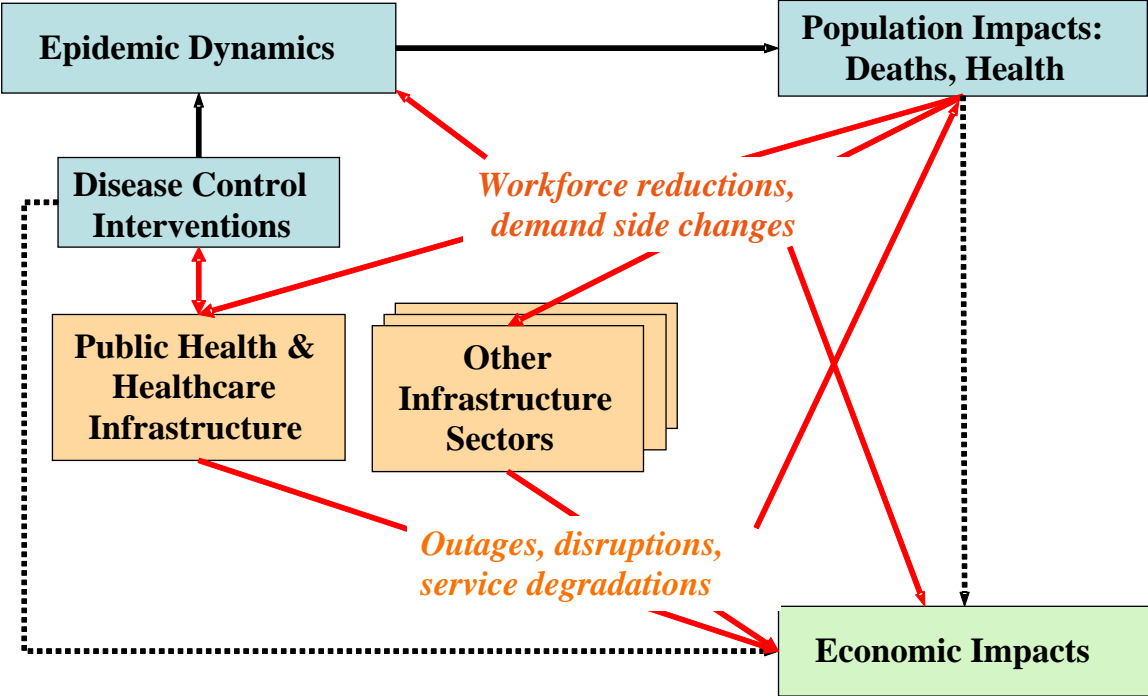 Epidemic Dynamics
Population Impacts:
Deaths, Health
Disease Control
Interventions
Workforce reductions,
demand side changes
Public Health &
Healthcare
Infrastructure
Other
Infrastructure
Sectors
Outages, disruptions,
service degradations
Economic Impacts